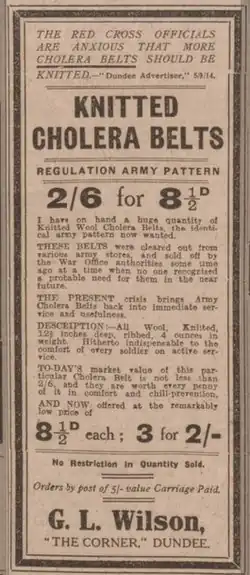 THE RED CROSS OFFICIALS
ARE ANXIOUS THAT MORE
CHOLERA BELTS SHOULD BE
KNITTED.—"Dundee Advertiser," 5/9/14.
KNITTED
CHOLERA BELTS
REGULATION ARMY PATTERN
2/6 for 8½D
I have on hand a huge quantity of
Knitted Wool Cholera Belts, the identi-
cal army pattern now wanted.
THESE BELTS were cleared out from
various army stores, and sold off by
the War Office authorities some time
ago at a time when no one recognised
a probable need for them in the near
future.
THE PRESENT crisis brings Army
Cholera Belts back into immediate ser-
vice and usefulness.
DESCRIPTION:—All Wool, Knitted,
12½ inches deep, ribbed, 4 ounces in
weight. Hitherto indispensable to the
comfort of every soldier on active ser-
vice.
TO-DAY'S market value of this par-
ticular Cholera Belt is not less than
2/6, and they are worth every penny
of it in comfort and chill-prevention,
AND NOW offered at the remarkably
low price of
8½D each; 3 for 2/-
No Restriction in Quantity Sold.
Orders by post of 5/- value Carriage Paid.
G. L. Wilson,
"THE CORNER," DUNDEE.